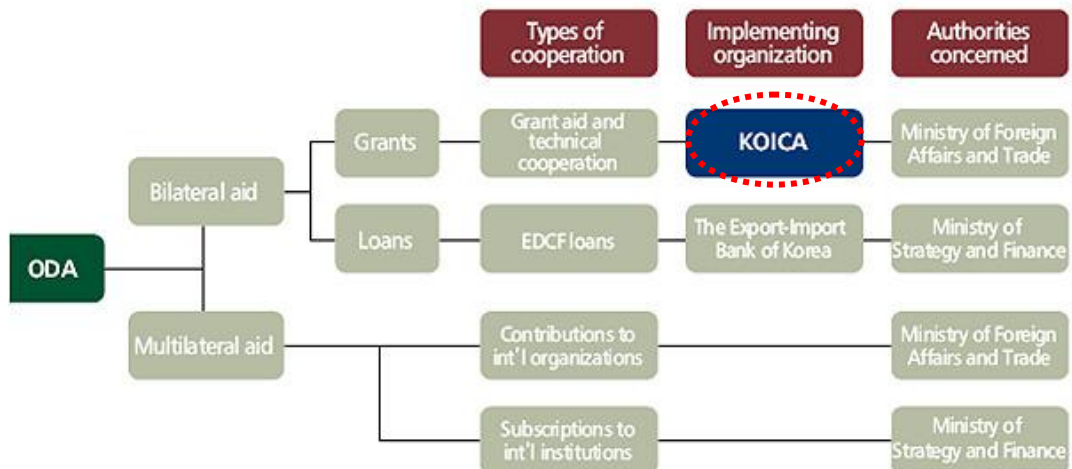 Types of
cooperation
Implementing
organization
Authorities
concerned
Grants
Grant aid and
technical
cooperation
KOICA
Ministry of Foreign
Affairs and Trade
Bilateral aid
Loans
EDCF loans
The Export-Import
Bank of Korea
Ministry of
Strategy and Finance
ODA
Multilateral aid
Contributions to
int'l organizations
Ministry of Foreign
Affairs and Trade
Subscriptions to
int'l institutions
Ministry of
Strategy and Finance